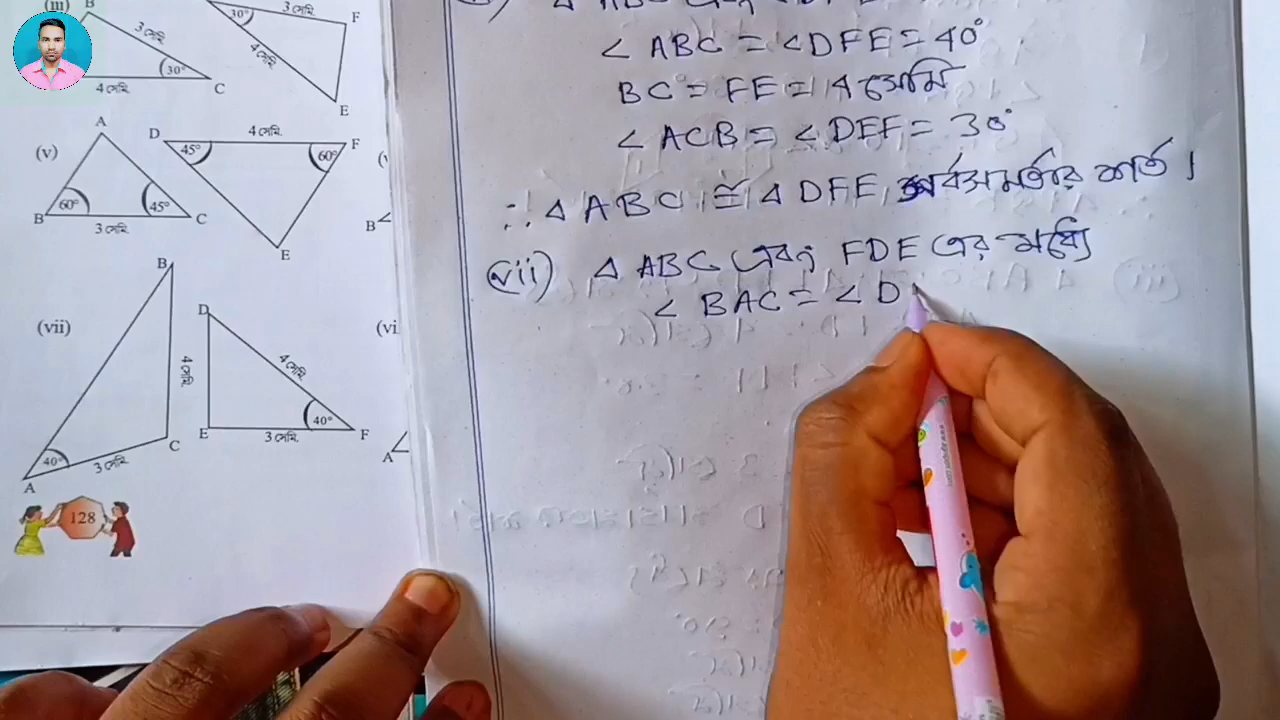 (iii)
B
3 সেমি.
30°
4 সেমি.
C
3 সেমি.
30°
F
4 সেমি.
E
(v)
A
60°
45°
B
3 সেমি.
C
D
4 সেমি.
F
45°
60°
E
B
(vii)
B
4 সেমি.
40°
3 সেমি.
A
C
D
4 সেমি.
40°
E
3 সেমি.
F
(vi
A
128
∠ ABC = ∠DFE = 40°
BC = FE = 4 সেমি
∠ ACB = ∠ DEF = 30°
∴ Δ ABC ≅ Δ DFE
(vii) Δ ABC এবং FDE এর মধ্যে
∠ BAC = ∠ D